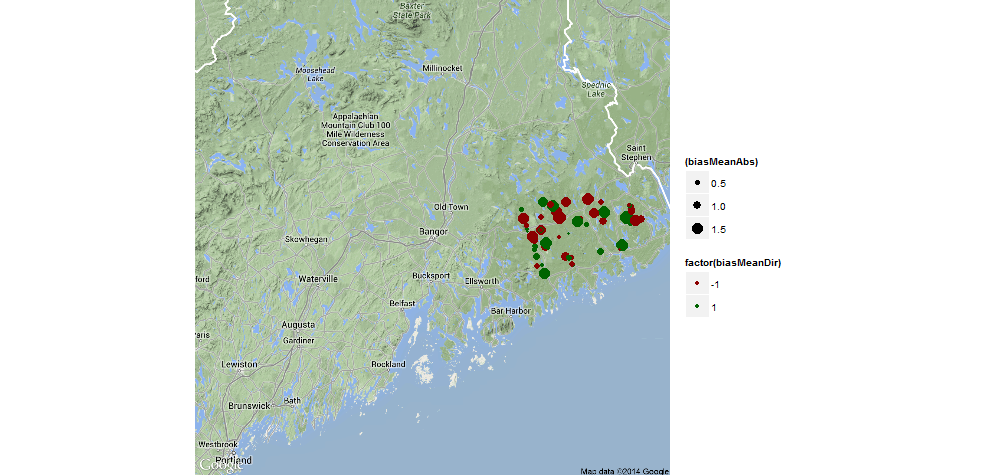 Baxter
State Park
Moosehead
Lake
Millinocket
Spednic
Lake
Appalachian
Mountain Club 100
Mile Wilderness
Conservation Area
Saint
Stephen
(biasMeanAbs)
0.5
1.0
1.5
Old Town
Bangor
Skowhegan
factor(biasMeanDir)
-1
1
ford
Waterville
Bucksport
Ellsworth
Belfast
Bar Harbor
Augusta
Gardiner
aris
Rockland
Lewiston
Bath
Brunswick
Westbrook
Portland
Google
Map data ©2014 Google